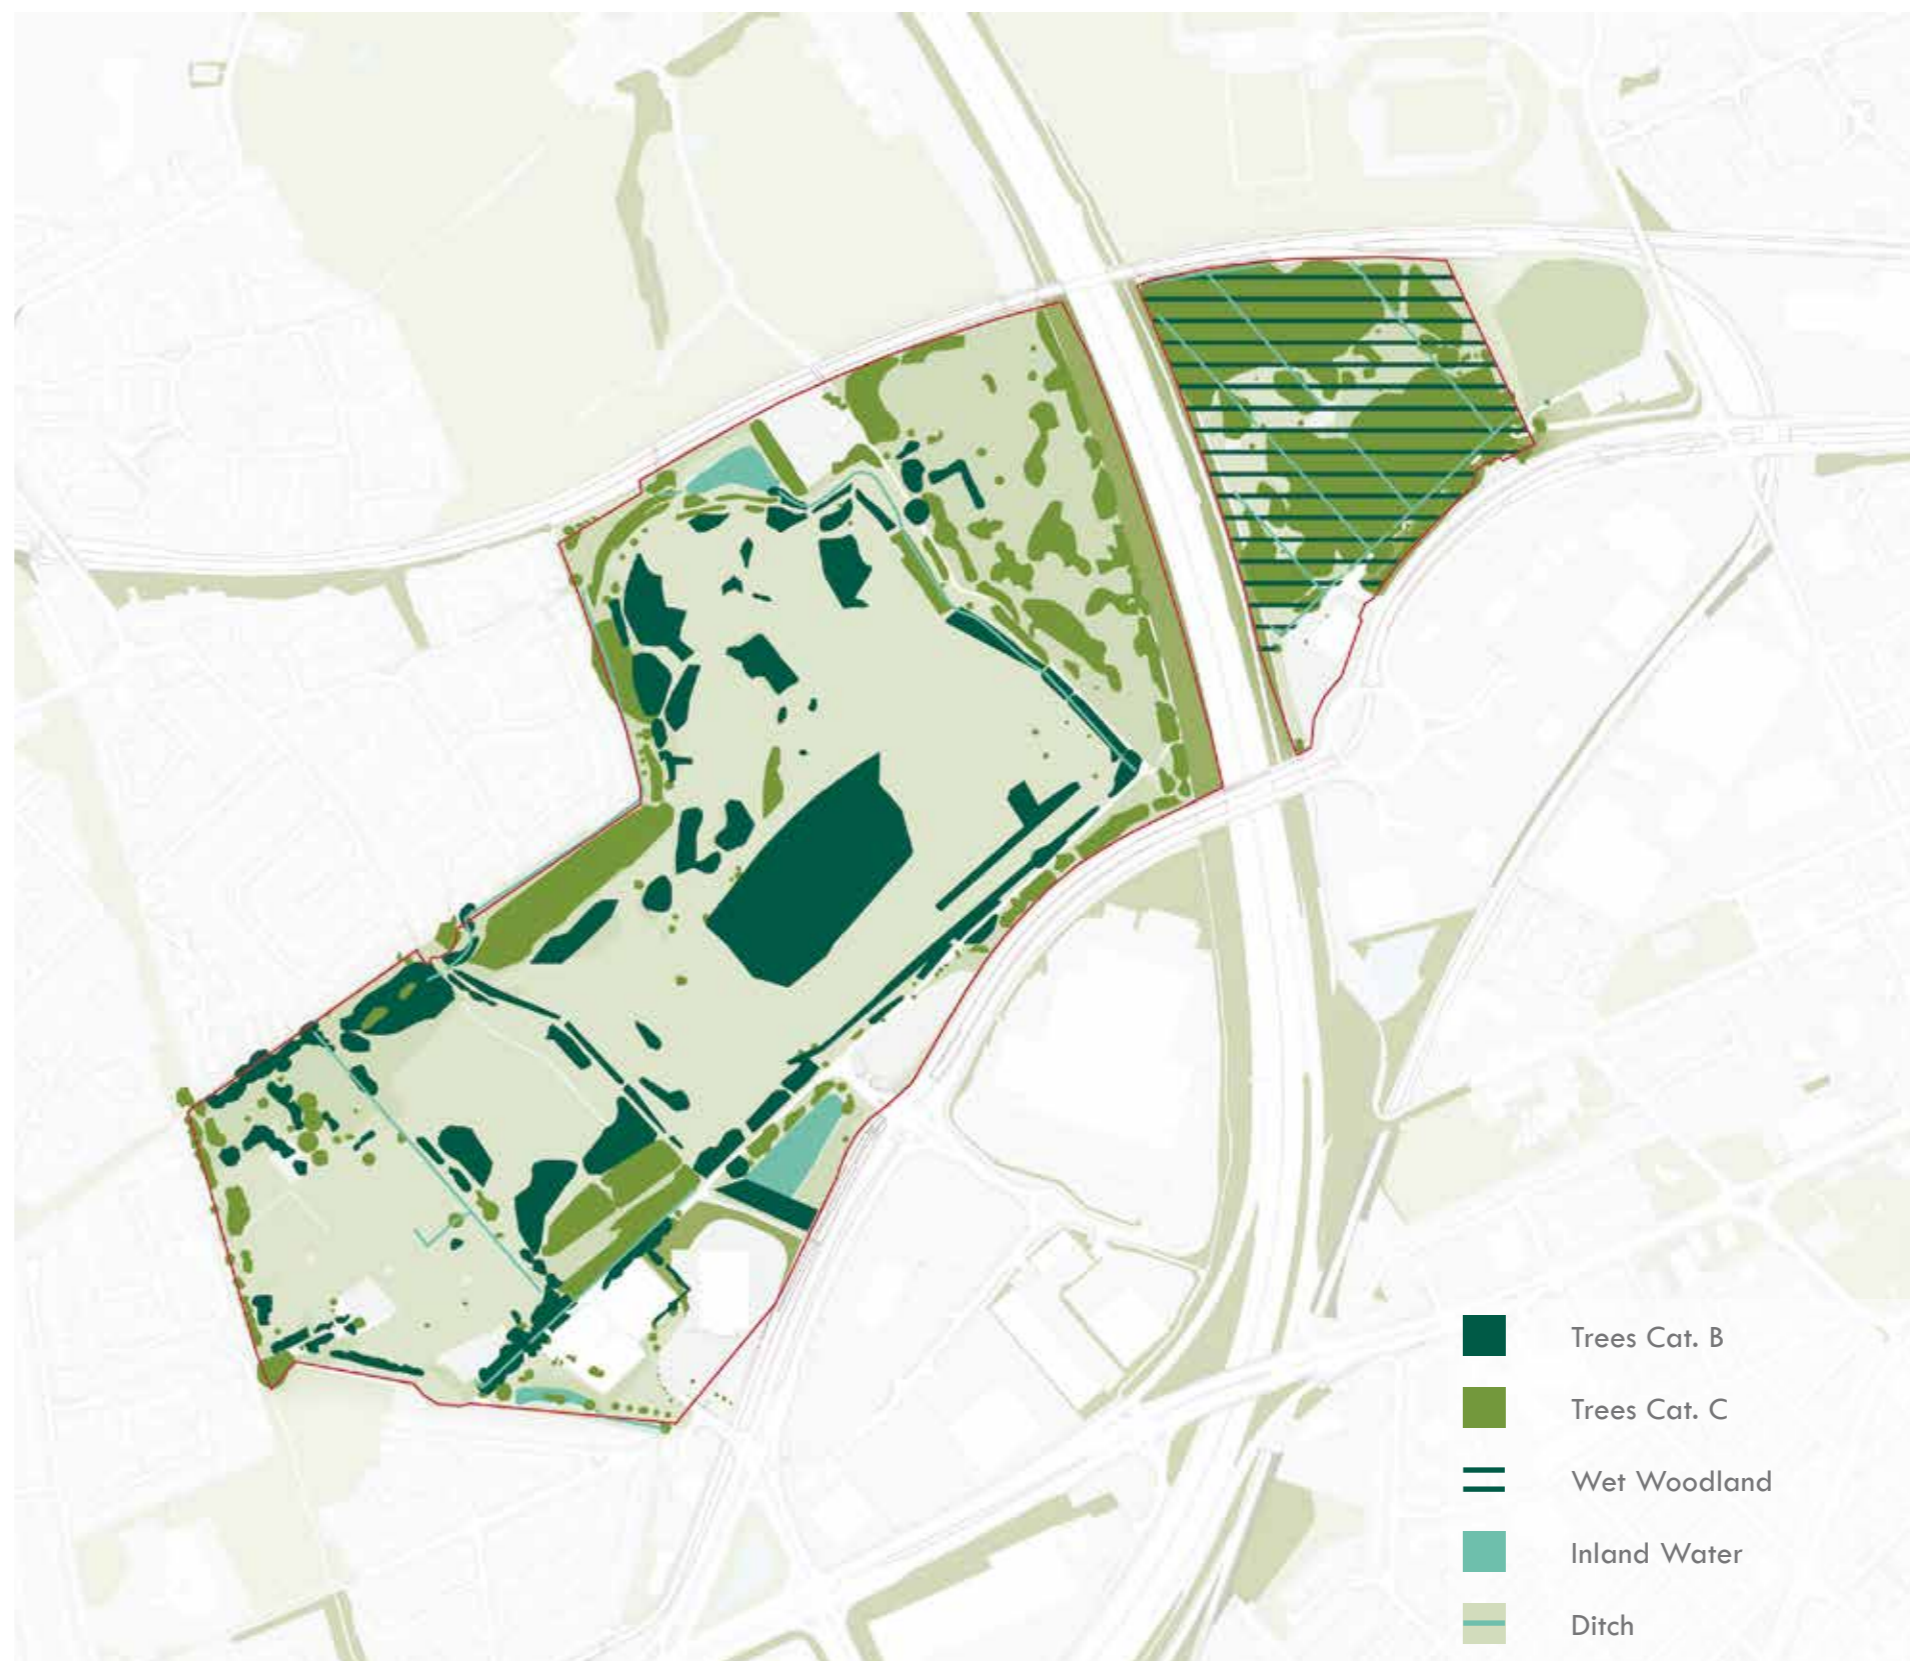 Trees Cat. B
Trees Cat. C
Wet Woodland
Inland Water
Ditch